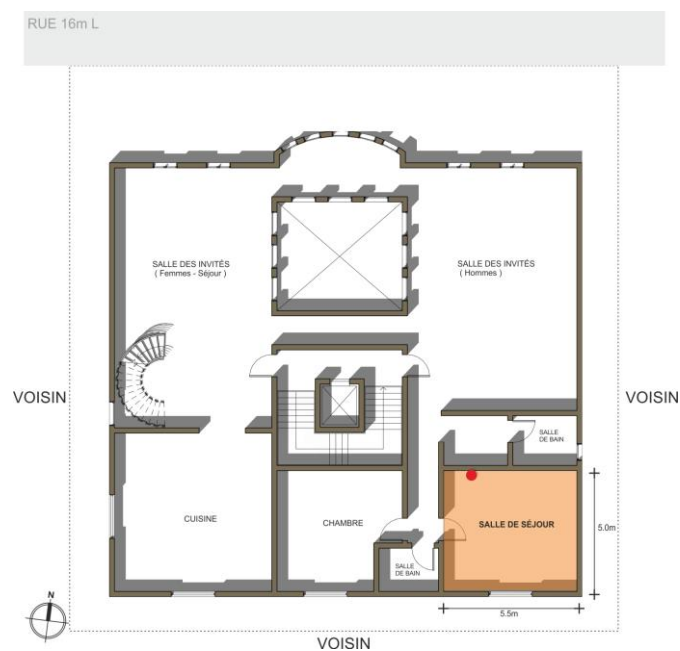 RUE 16m L
SALLE DES INVITÉS
( Femmes - Séjour )
SALLE DES INVITÉS
( Hommes )
VOISIN
VOISIN
SALLE
DE BAIN
CUISINE
CHAMBRE
SALLE DE SÉJOUR
5.0m
SALLE
DE BAIN
N
5.5m
VOISIN